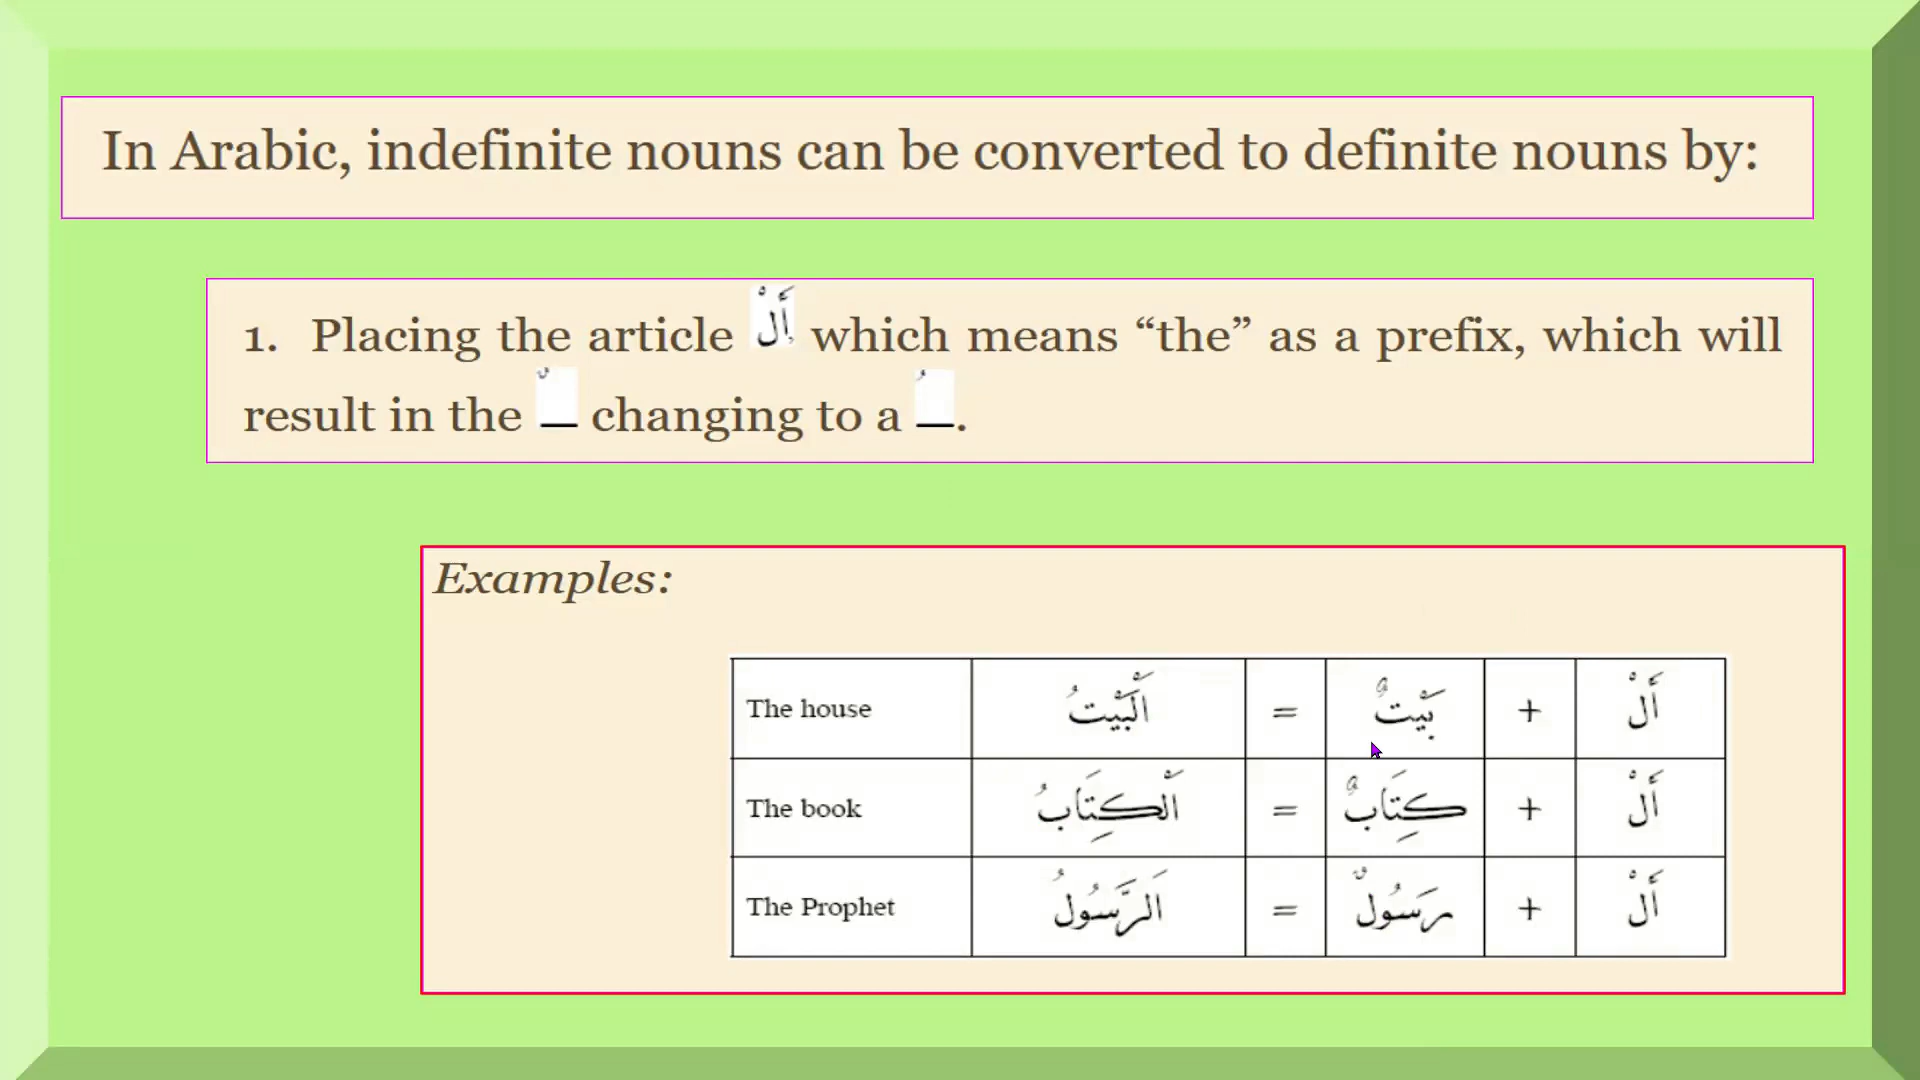 In Arabic, indefinite nouns can be converted to definite nouns by:
1. Placing the article أَلْ which means “the” as a prefix, which will
result in the ـٌ changing to a ـُ.
Examples:
The house اَلْبَيْتُ = بَيْتٌ + أَلْ
The book اَلْكِتَابُ = كِتَابٌ + أَلْ
The Prophet اَلرَّسُولُ = رَسُولٌ + أَلْ